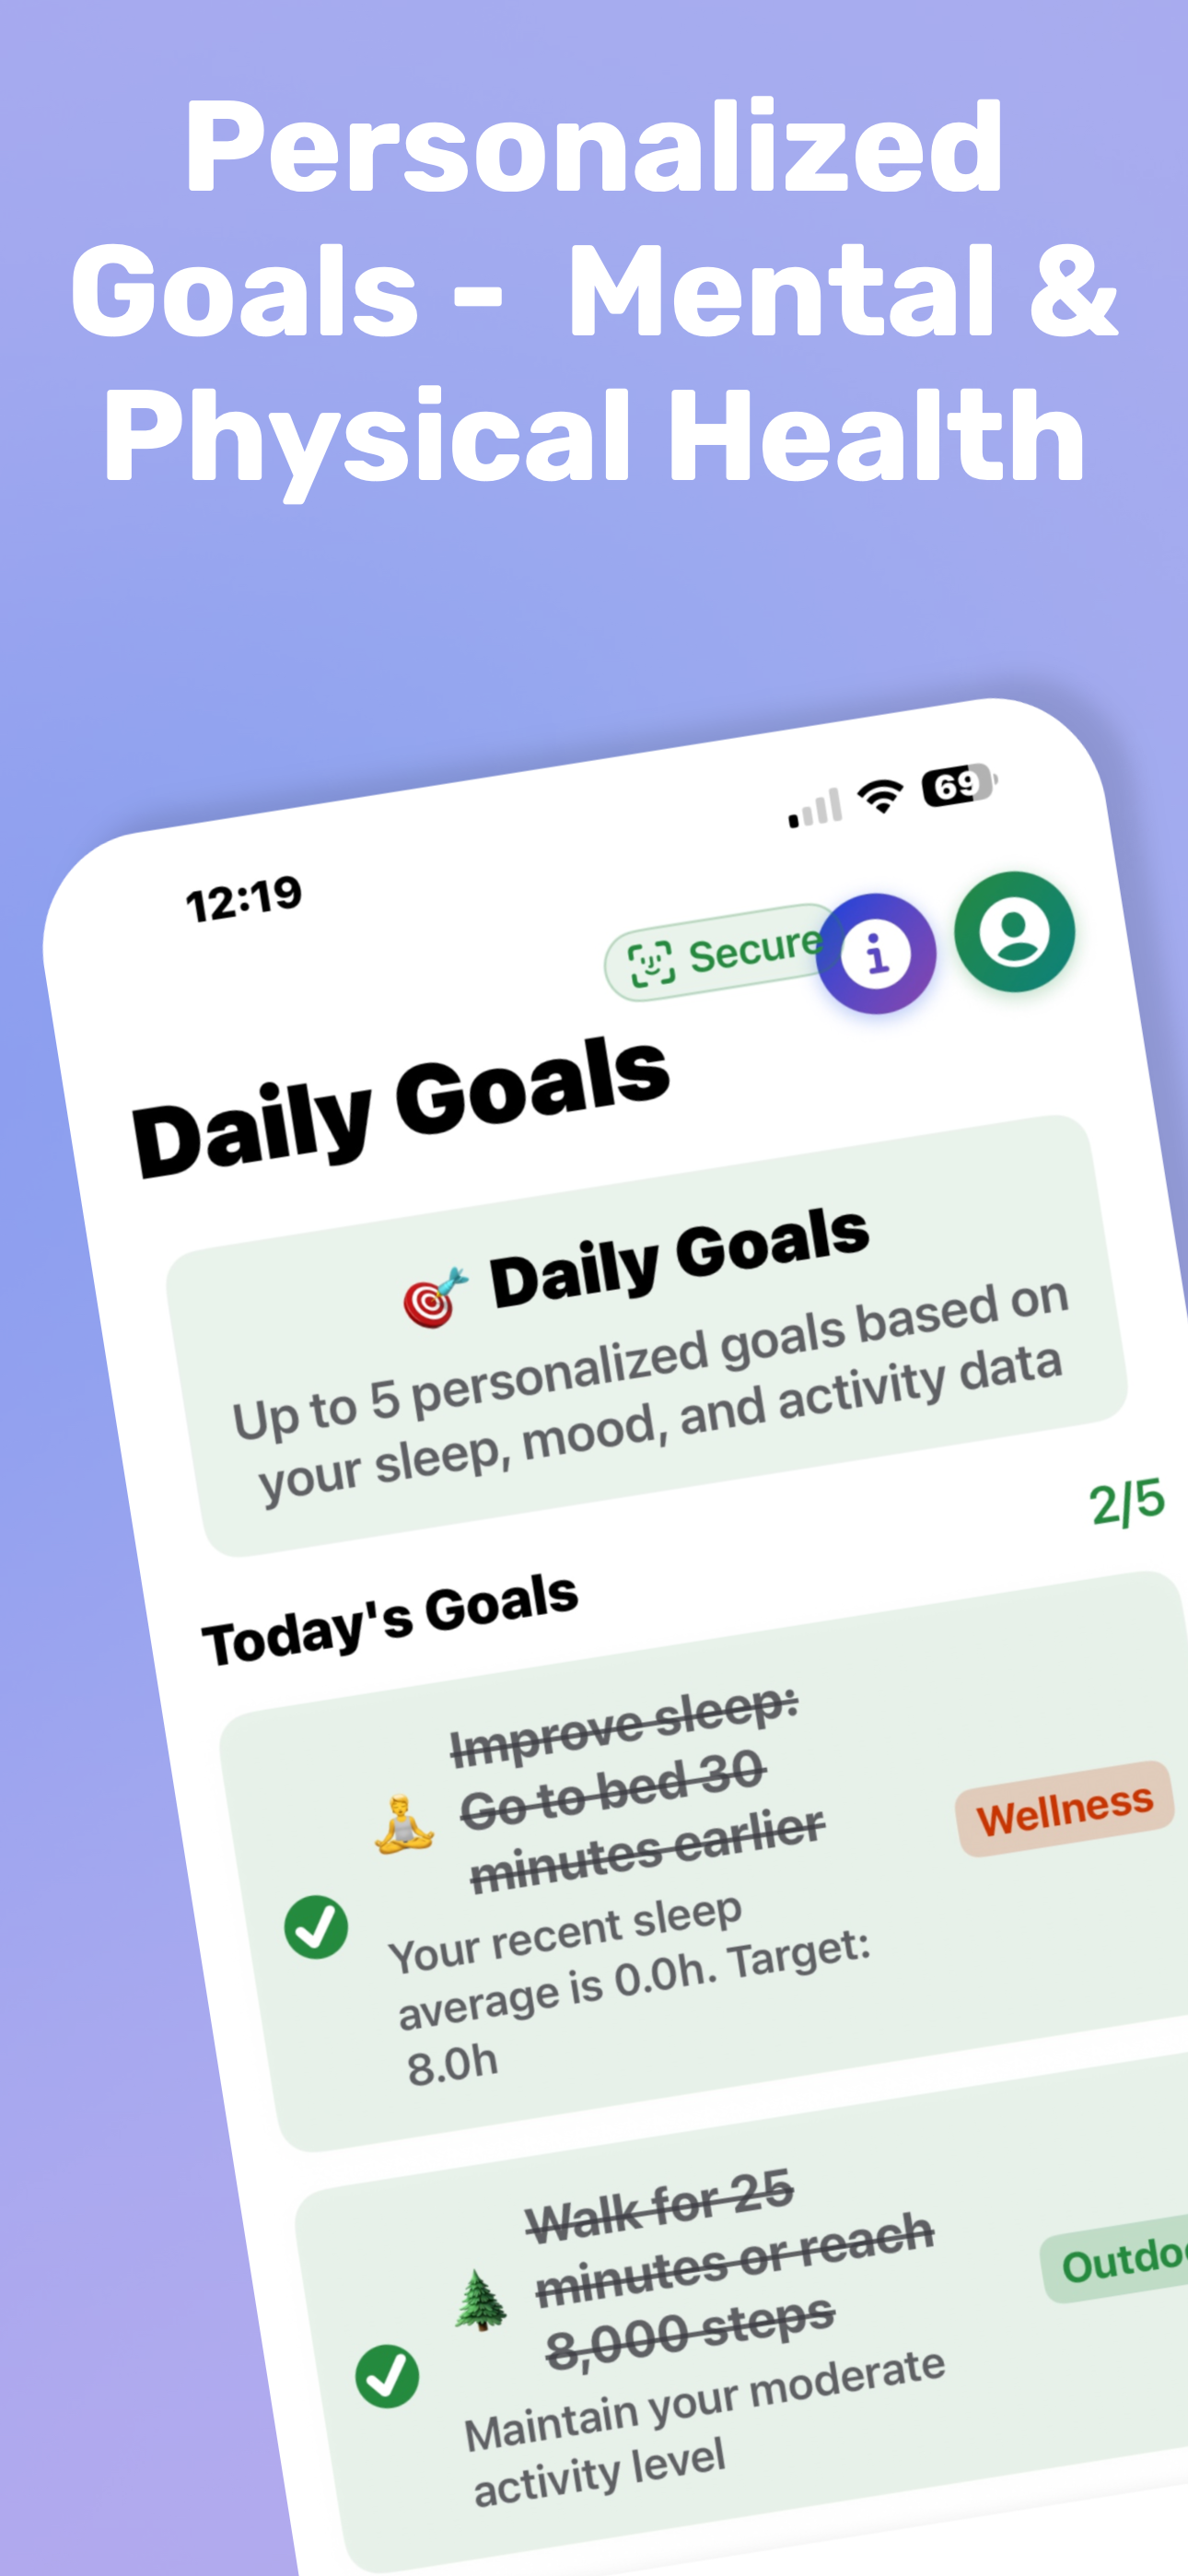 Personalized
Goals - Mental &
Physical Health
12:19
69
Secure
Daily Goals
Daily Goals
Up to 5 personalized goals based on
your sleep, mood, and activity data
Today's Goals
2/5
Improve sleep:
Go to bed 30
minutes earlier
Wellness
Your recent sleep
average is 0.0h. Target:
8.0h
Walk for 25
minutes or reach
8,000 steps
Maintain your moderate
activity level